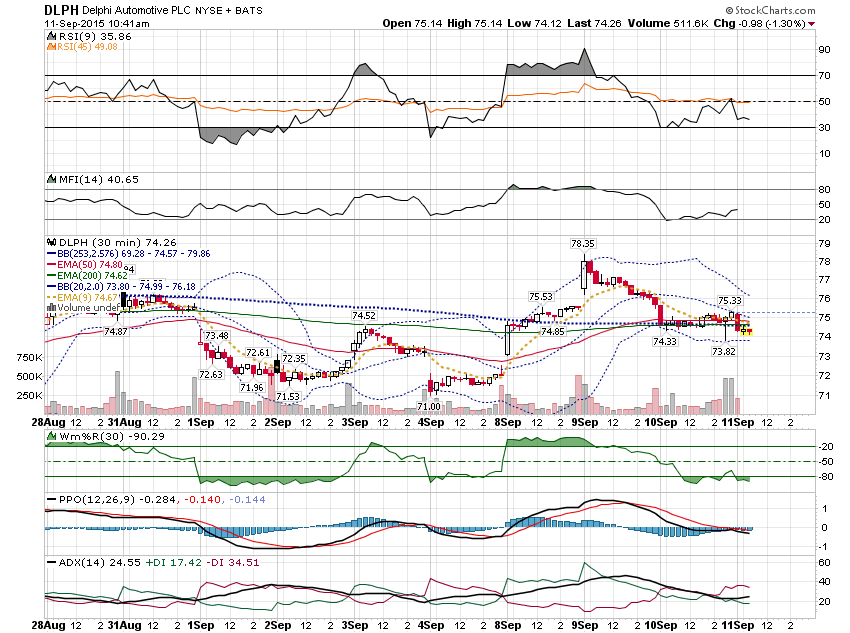 DLPH Delphi Automotive PLC NYSE + BATS
© StockCharts.com
11-Sep-2015 10:41am
Open 75.14 High 75.14 Low 74.12 Last 74.26 Volume 511.6K Chg -0.98 (-1.30%)
RSI(9) 35.86
RSI(45) 49.08
90
70
50
30
10
MFI(14) 40.65
80
50
20
DLPH (30 min) 74.26
BB(253,2.576) 69.28 - 74.57 - 79.86
EMA(50) 74.80
EMA(200) 74.62
BB(20,2.0) 73.80 - 74.99 - 76.18
EMA(9) 74.67
Volume unde
78.35
75.53
75.33
74.87
74.52
74.85
74.33
73.82
73.48
72.61
72.35
72.63
71.96
71.53
71.00
79
78
77
76
75
74
73
72
71
750K
500K
250K
28Aug 12 2 31Aug 12 2 1Sep 12 2 2Sep 12 2 3Sep 12 2 4Sep 12 2 8Sep 12 2 9Sep 12 2 10Sep 12 2 11Sep 12 2
Wm%R(30) -90.29
-20
-50
-80
PPO(12,26,9) -0.284, -0.140, -0.144
1
0
-1
ADX(14) 24.55 +DI 17.42 -DI 34.51
60
40
20
28Aug 12 2 31Aug 12 2 1Sep 12 2 2Sep 12 2 3Sep 12 2 4Sep 12 2 8Sep 12 2 9Sep 12 2 10Sep 12 2 11Sep 12 2